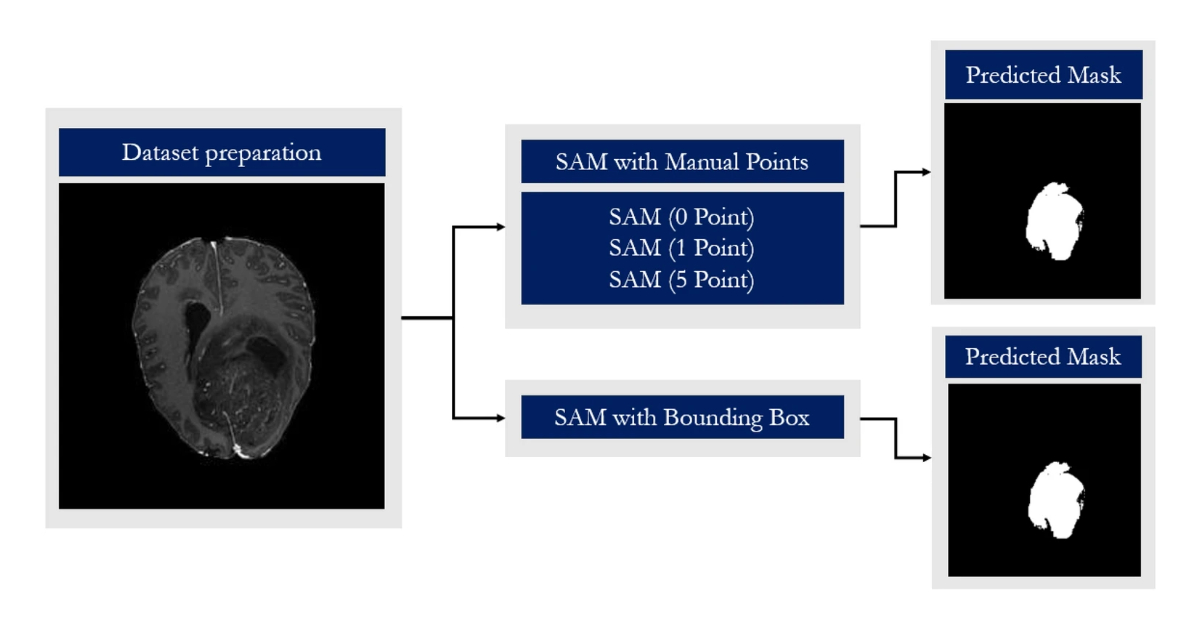 Dataset preparation
SAM with Manual Points
SAM (0 Point)
SAM (1 Point)
SAM (5 Point)
SAM with Bounding Box
Predicted Mask
Predicted Mask